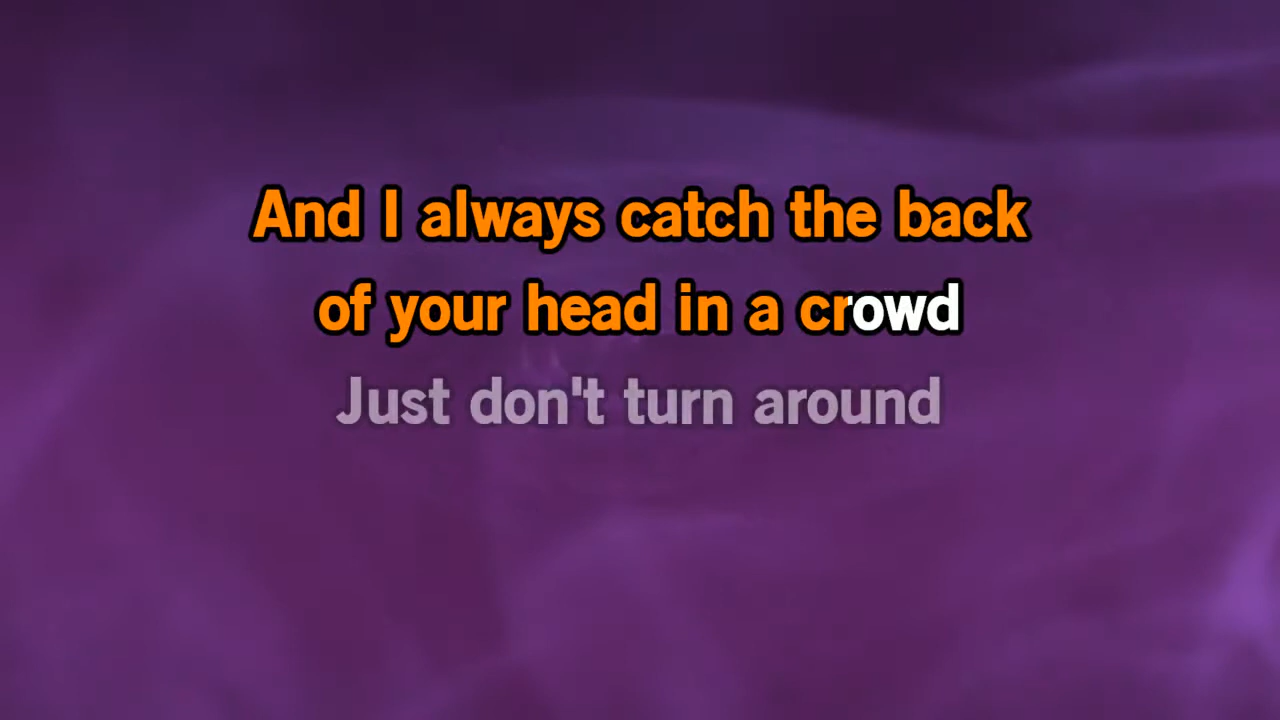 And I always catch the back
of your head in a crowd
Just don't turn around